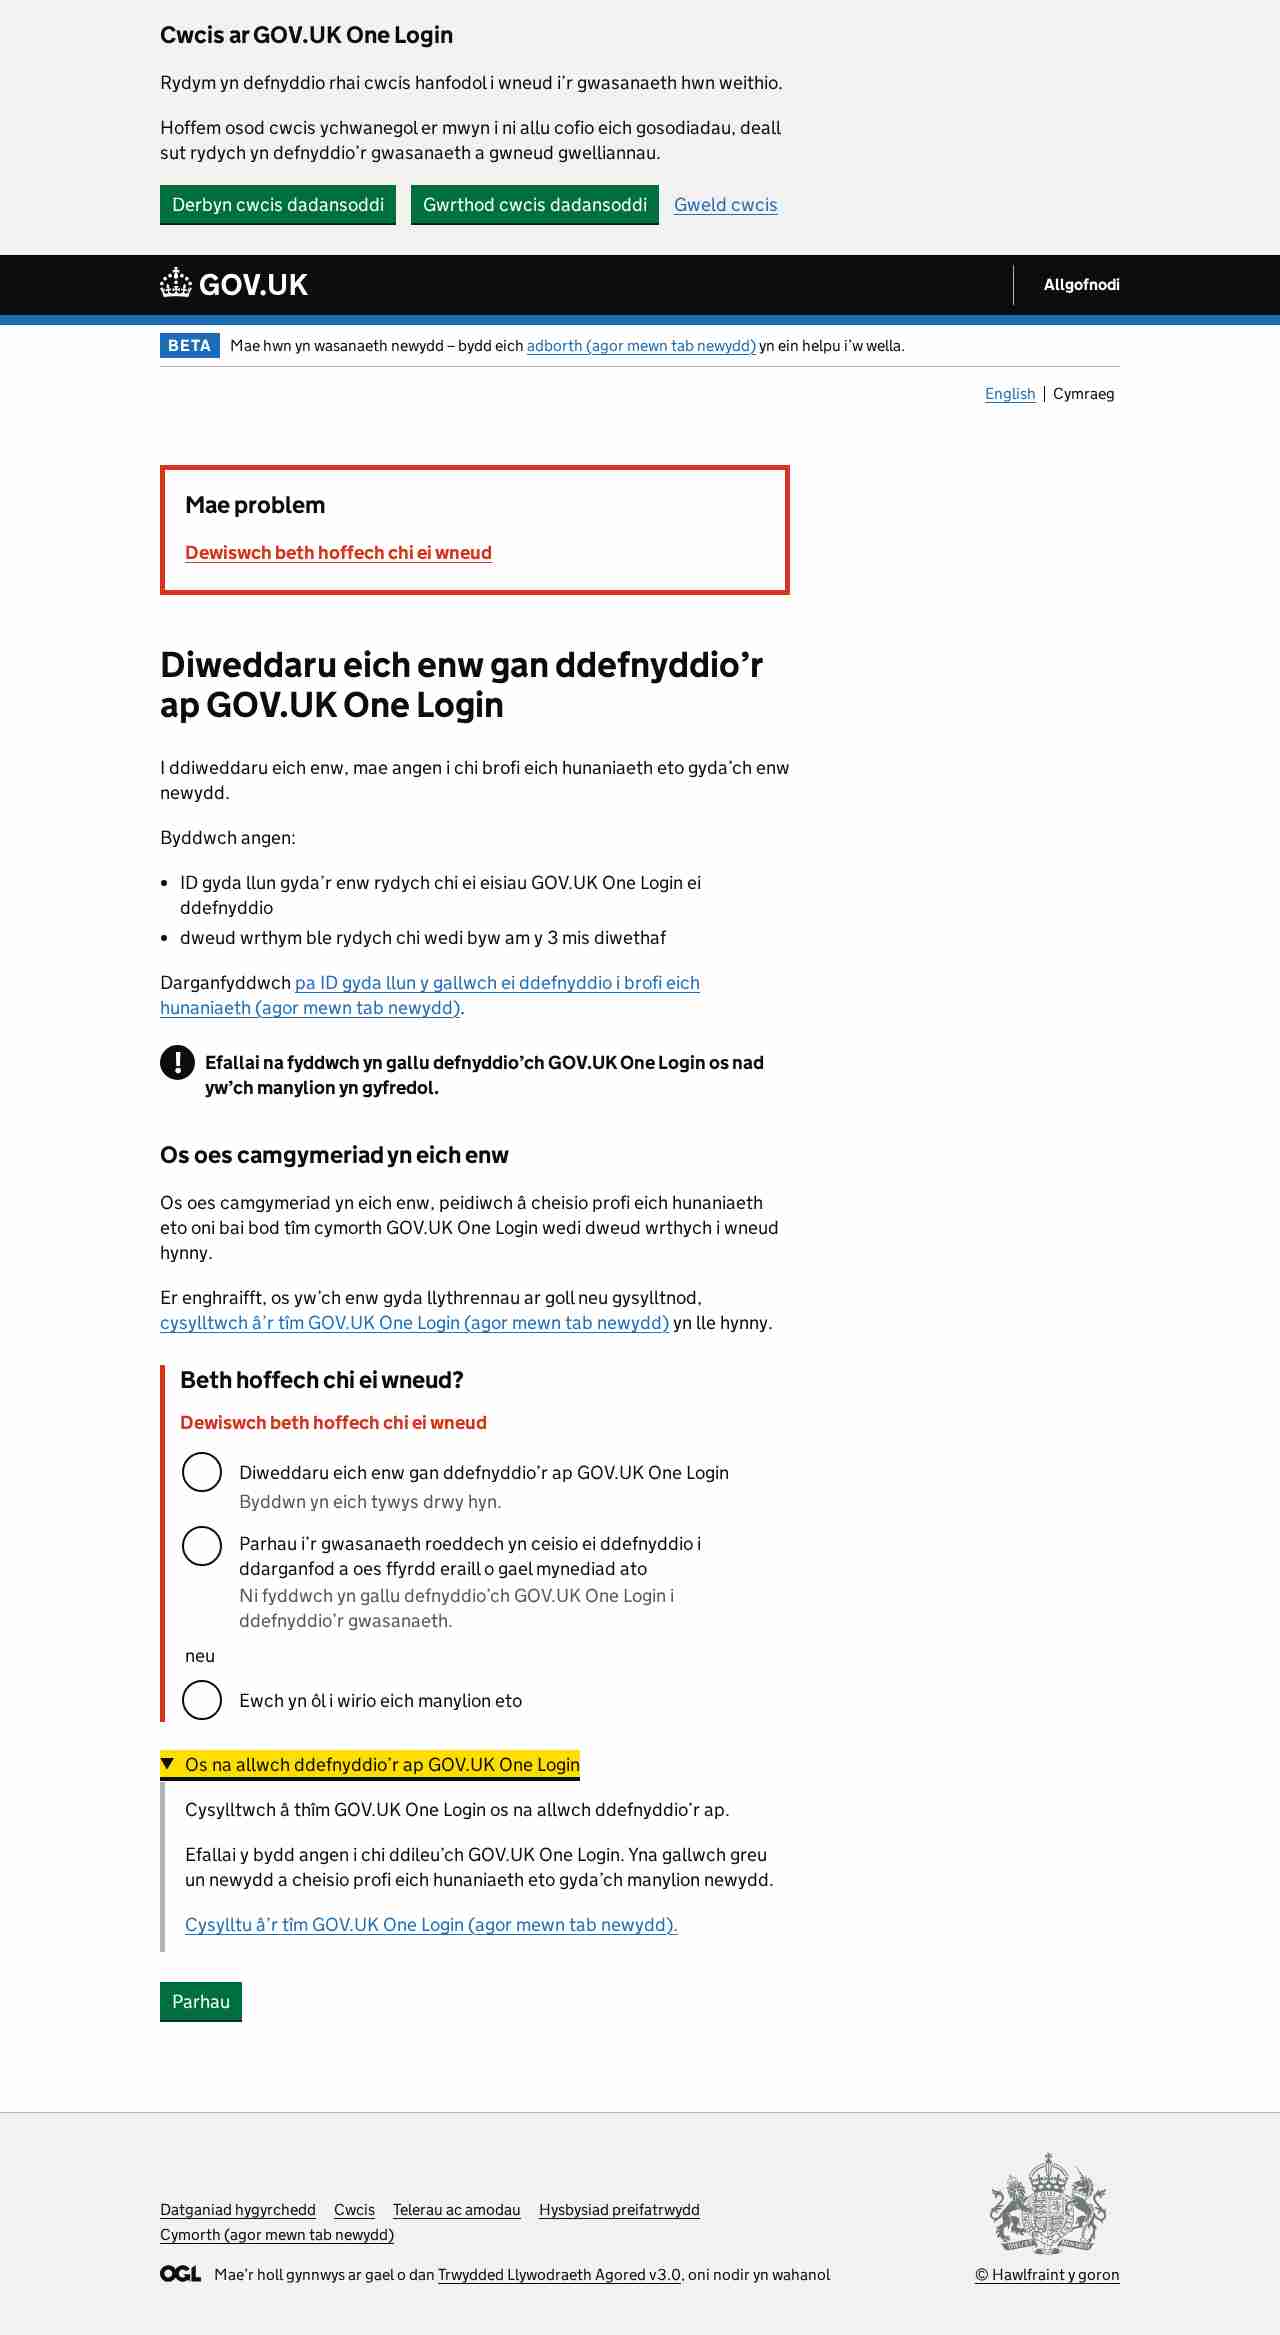 Cwcis ar GOV.UK One Login
Rydym yn defnyddio rhai cwcis hanfodol i wneud i’r gwasanaeth hwn weithio.
Hoffem osod cwcis ychwanegol er mwyn i ni allu cofio eich gosodiadau, deall
sut rydych yn defnyddio’r gwasanaeth a gwneud gwelliannau.
Derbyn cwcis dadansoddi Gwrthod cwcis dadansoddi Gweld cwcis
GOV.UK Allgofnodi
BETA Mae hwn yn wasanaeth newydd – bydd eich adborth (agor mewn tab newydd) yn ein helpu i’w wella.
English | Cymraeg
Mae problem
Dewiswch beth hoffech chi ei wneud
Diweddaru eich enw gan ddefnyddio’r
ap GOV.UK One Login
I ddiweddaru eich enw, mae angen i chi brofi eich hunaniaeth eto gyda’ch enw
newydd.
Byddwch angen:
• ID gyda llun gyda’r enw rydych chi ei eisiau GOV.UK One Login ei
ddefnyddio
• dweud wrthym ble rydych chi wedi byw am y 3 mis diwethaf
Darganfyddwch pa ID gyda llun y gallwch ei ddefnyddio i brofi eich
hunaniaeth (agor mewn tab newydd).
! Efallai na fyddwch yn gallu defnyddio’ch GOV.UK One Login os nad
yw’ch manylion yn gyfredol.
Os oes camgymeriad yn eich enw
Os oes camgymeriad yn eich enw, peidiwch â cheisio profi eich hunaniaeth
eto oni bai bod tîm cymorth GOV.UK One Login wedi dweud wrthych i wneud
hynny.
Er enghraifft, os yw’ch enw gyda llythrennau ar goll neu gysylltnod,
cysylltwch â’r tîm GOV.UK One Login (agor mewn tab newydd) yn lle hynny.
Beth hoffech chi ei wneud?
Dewiswch beth hoffech chi ei wneud
Diweddaru eich enw gan ddefnyddio’r ap GOV.UK One Login
Byddwn yn eich tywys drwy hyn.
Parhau i’r gwasanaeth roeddech yn ceisio ei ddefnyddio i
ddarganfod a oes ffyrdd eraill o gael mynediad ato
Ni fyddwch yn gallu defnyddio’ch GOV.UK One Login i
ddefnyddio’r gwasanaeth.
neu
Ewch yn ôl i wirio eich manylion eto
Os na allwch ddefnyddio’r ap GOV.UK One Login
Cysylltwch â thîm GOV.UK One Login os na allwch ddefnyddio’r ap.
Efallai y bydd angen i chi ddileu’ch GOV.UK One Login. Yna gallwch greu
un newydd a cheisio profi eich hunaniaeth eto gyda’ch manylion newydd.
Cysylltu â’r tîm GOV.UK One Login (agor mewn tab newydd).
Parhau
Datganiad hygyrchedd Cwcis Telerau ac amodau Hysbysiad preifatrwydd
Cymorth (agor mewn tab newydd)
OGL Mae’r holl gynnwys ar gael o dan Trwydded Llywodraeth Agored v3.0, oni nodir yn wahanol
© Hawlfraint y goron